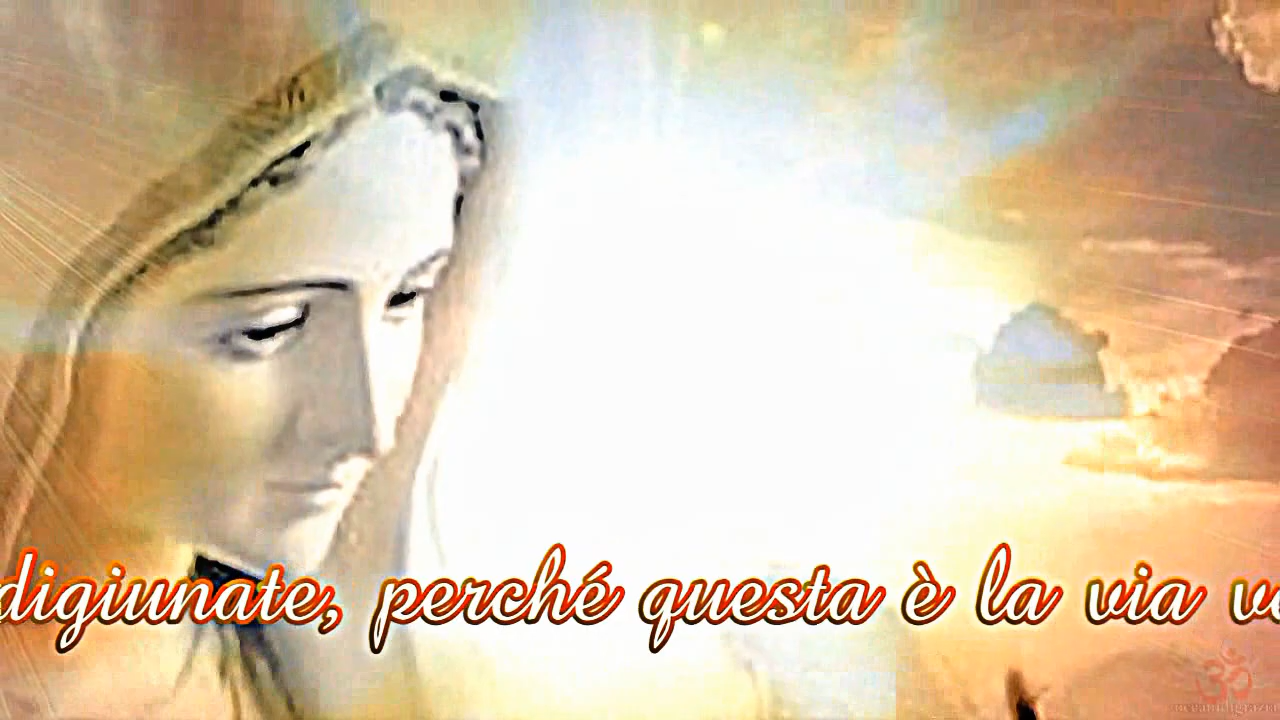 digiunate, perché questa è la via